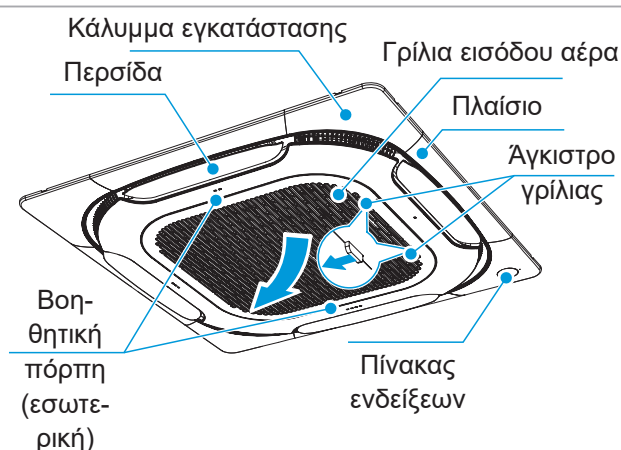 Κάλυμμα εγκατάστασης
Γρίλια εισόδου αέρα
Περσίδα
Πλαίσιο
Άγκιστρο
γρίλιας
Βοη-
θητική
πόρπη
(εσωτε-
ρική)
Πίνακας
ενδείξεων